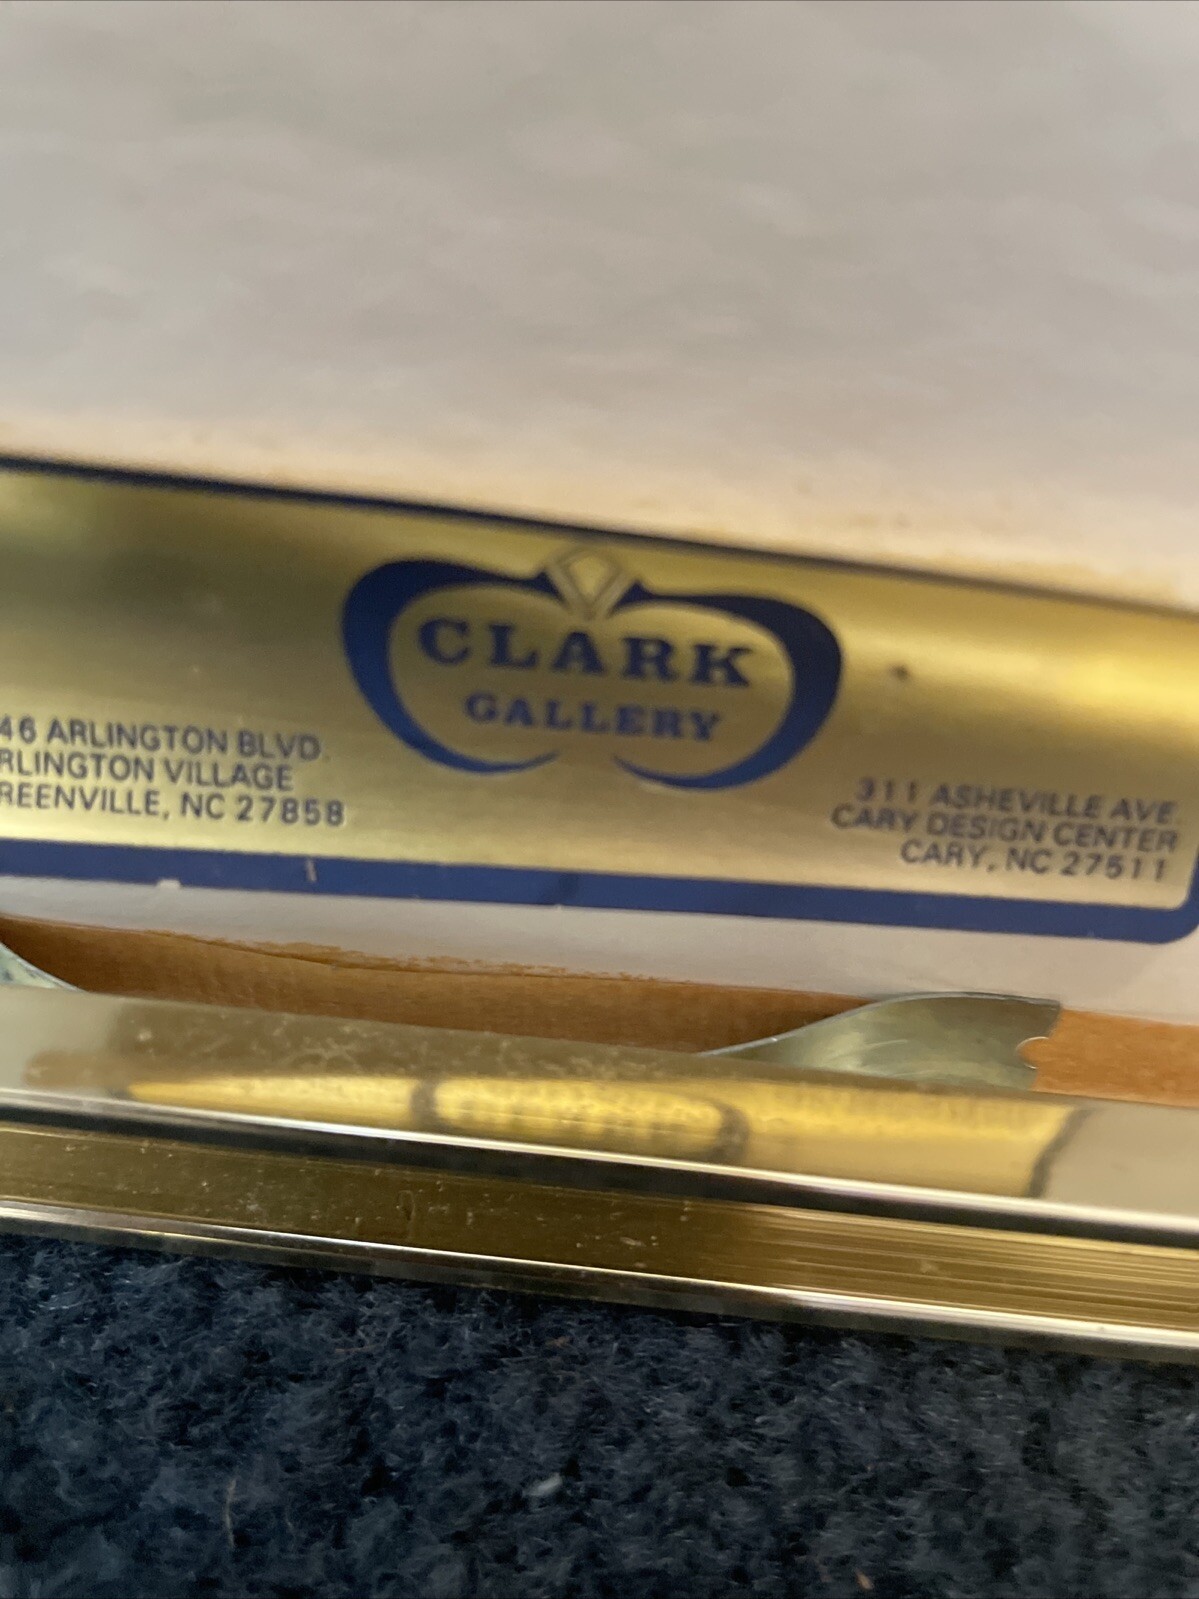 CLARK
GALLERY
46 ARLINGTON BLVD.
RLINGTON VILLAGE
REENVILLE, NC 27858
311 ASHEVILLE AVE
CARY DESIGN CENTER
CARY, NC 27511